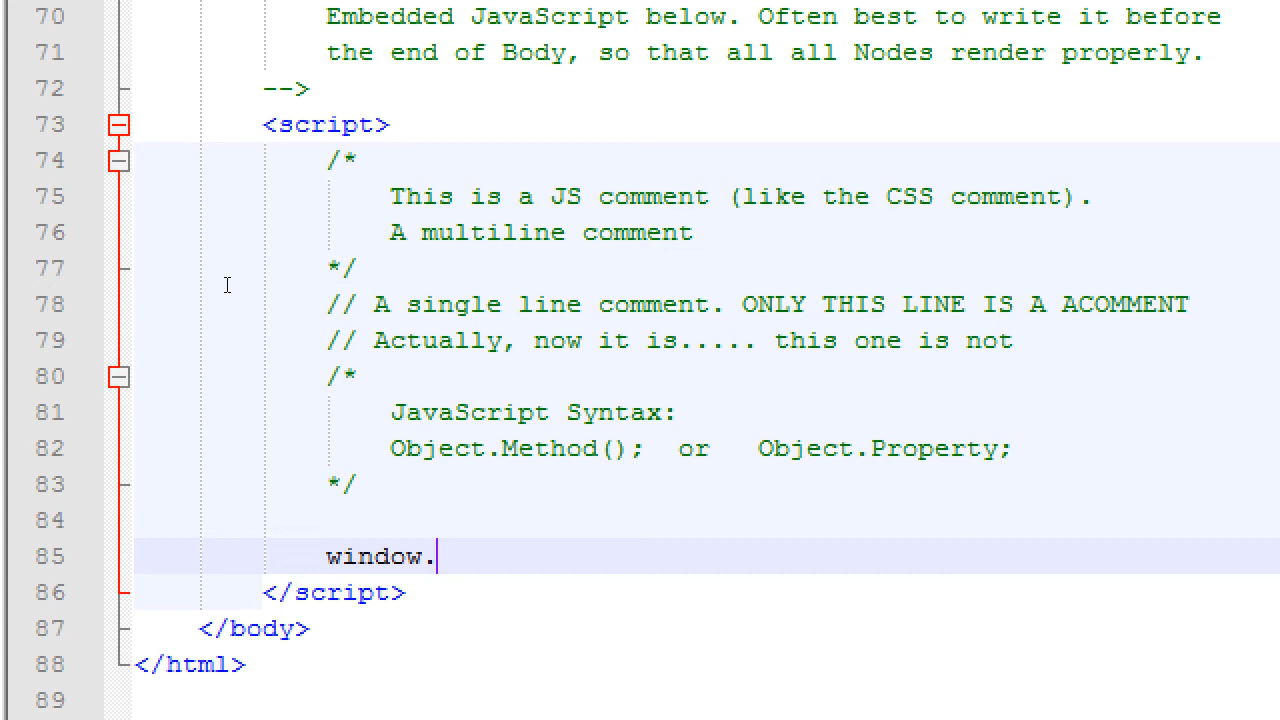 70 Embedded JavaScript below. Often best to write it before
71 the end of Body, so that all all Nodes render properly.
72 -->
73 <script>
74 /*
75 This is a JS comment (like the CSS comment).
76 A multiline comment
77 */
78 // A single line comment. ONLY THIS LINE IS A ACOMMENT
79 // Actually, now it is..... this one is not
80 /*
81 JavaScript Syntax:
82 Object.Method(); or Object.Property;
83 */
84
85 window.
86 </script>
87 </body>
88 </html>
89